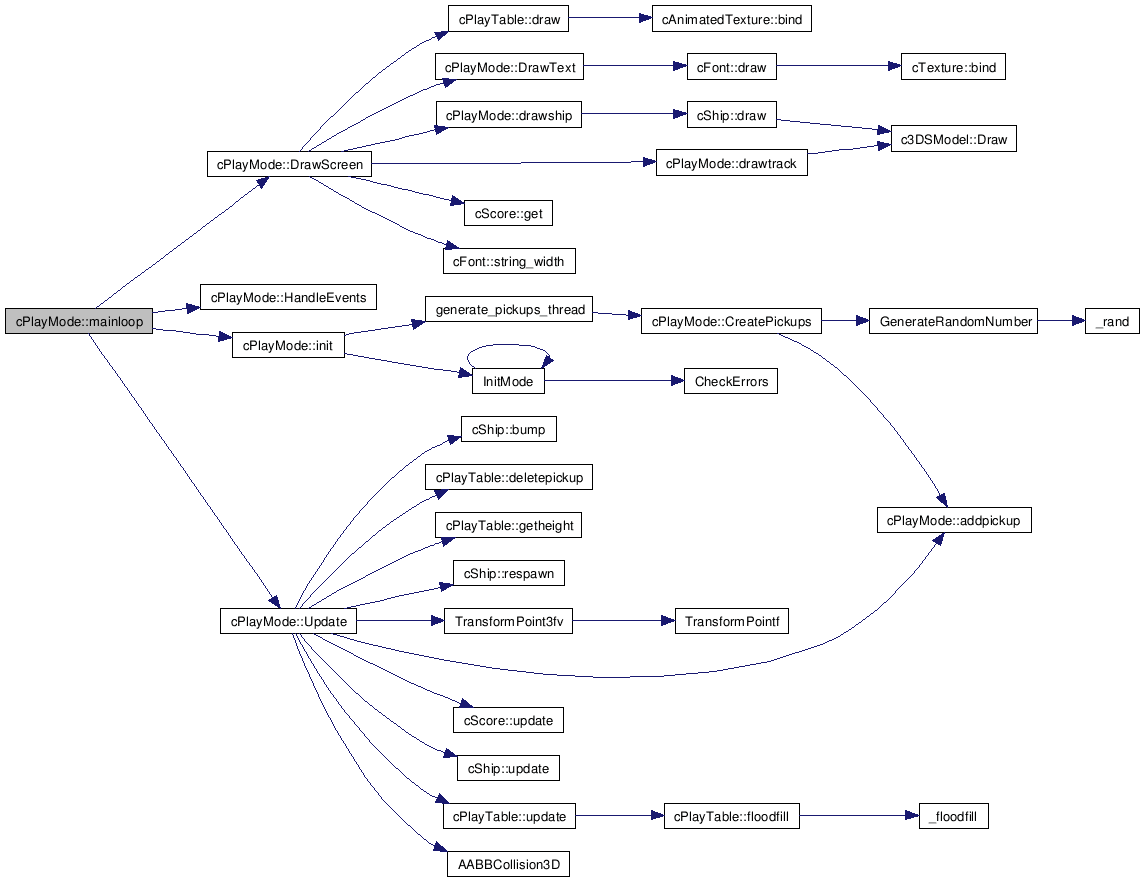 cPlayTable::draw
cAnimatedTexture::bind
cPlayMode::DrawText
cFont::draw
cTexture::bind
cPlayMode::drawship
cShip::draw
c3DSModel::Draw
cPlayMode::DrawScreen
cPlayMode::drawtrack
cScore::get
cFont::string_width
cPlayMode::HandleEvents
cPlayMode::mainloop
generate_pickups_thread
cPlayMode::CreatePickups
GenerateRandomNumber
_rand
cPlayMode::init
InitMode
CheckErrors
cShip::bump
cPlayTable::deletepickup
cPlayTable::getheight
cPlayMode::addpickup
cShip::respawn
cPlayMode::Update
TransformPoint3fv
TransformPointf
cScore::update
cShip::update
cPlayTable::update
cPlayTable::floodfill
_floodfill
AABBCollision3D